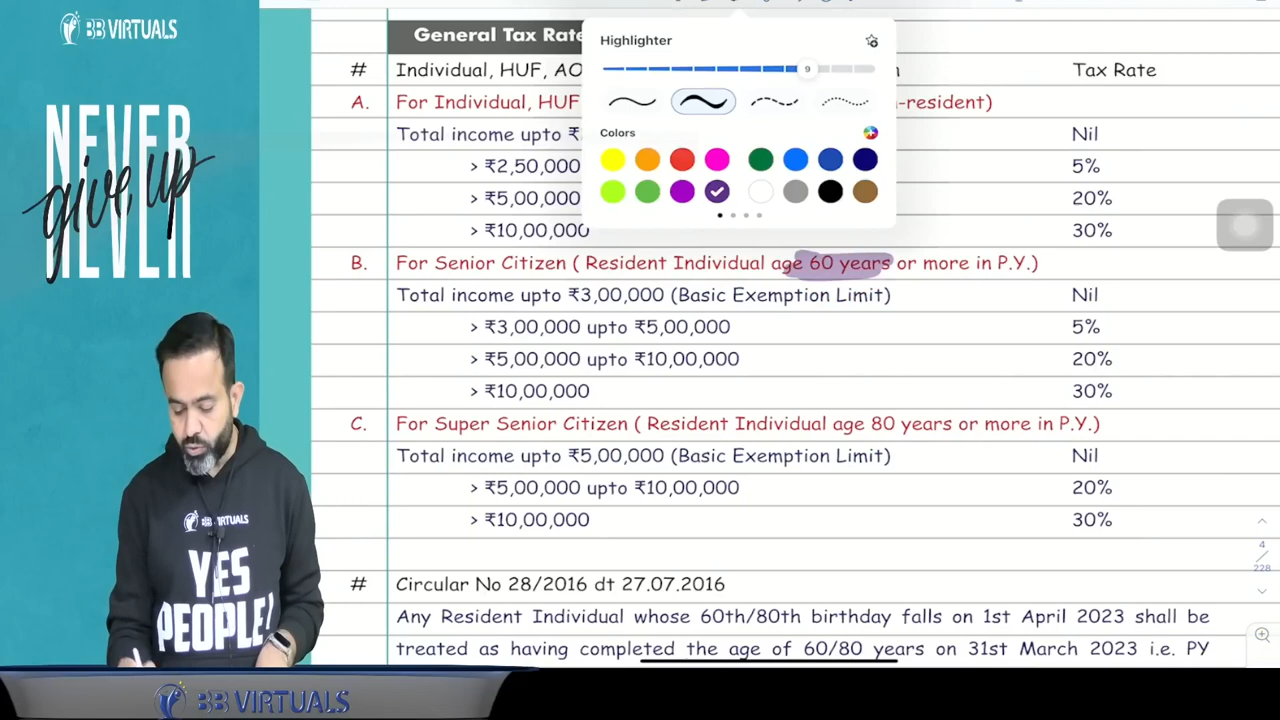 BB VIRTUALS
NEVER
give up
NEVER
YES
PEOPLE!
BB VIRTUALS
BB VIRTUALS
General Tax Rate
# Individual, HUF, AO Tax Rate
A. For Individual, HUF -resident)
Total income upto ₹ Nil
> ₹2,50,000 5%
> ₹5,00,000 20%
> ₹10,00,000 30%
Highlighter
9
Colors
B. For Senior Citizen ( Resident Individual age 60 years or more in P.Y.)
Total income upto ₹3,00,000 (Basic Exemption Limit) Nil
> ₹3,00,000 upto ₹5,00,000 5%
> ₹5,00,000 upto ₹10,00,000 20%
> ₹10,00,000 30%
C. For Super Senior Citizen ( Resident Individual age 80 years or more in P.Y.)
Total income upto ₹5,00,000 (Basic Exemption Limit) Nil
> ₹5,00,000 upto ₹10,00,000 20%
> ₹10,00,000 30%
# Circular No 28/2016 dt 27.07.2016
Any Resident Individual whose 60th/80th birthday falls on 1st April 2023 shall be
treated as having completed the age of 60/80 years on 31st March 2023 i.e. PY
4
228